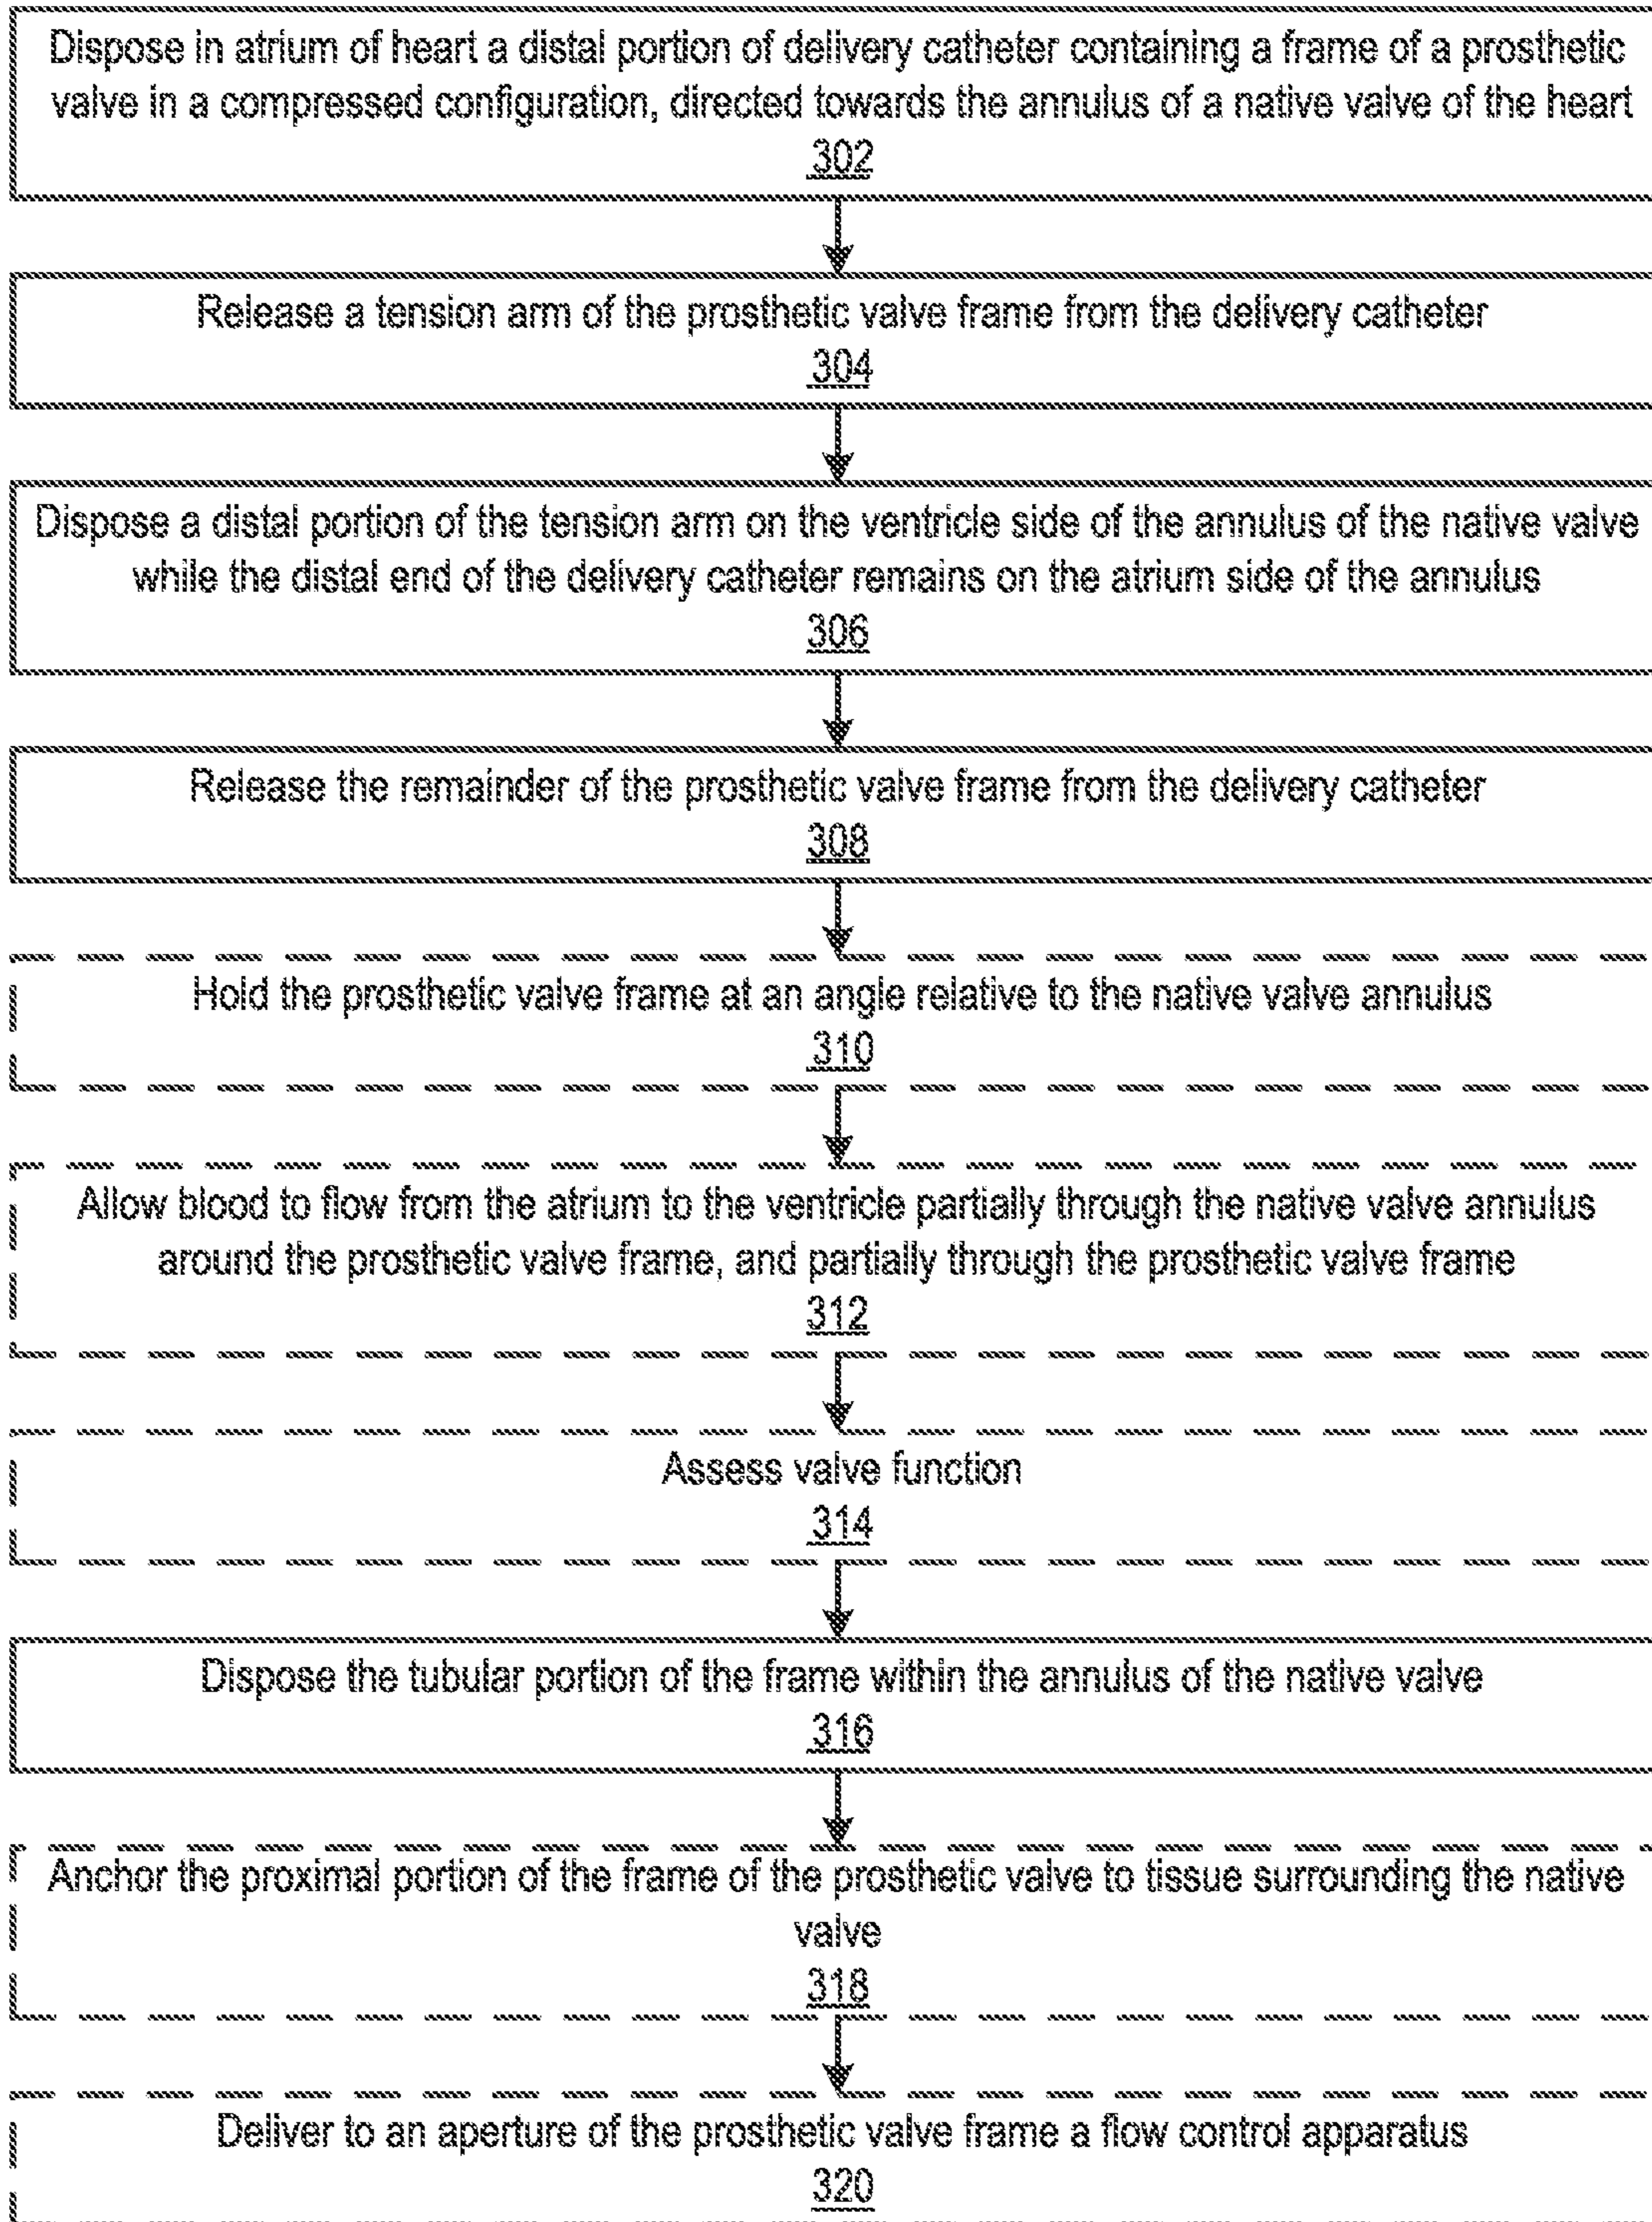 Dispose in atrium of heart a distal portion of delivery catheter containing a frame of a prosthetic
valve in a compressed configuration, directed towards the annulus of a native valve of the heart
302
Release a tension arm of the prosthetic valve frame from the delivery catheter
304
Dispose a distal portion of the tension arm on the ventricle side of the annulus of the native valve
while the distal end of the delivery catheter remains on the atrium side of the annulus
306
Release the remainder of the prosthetic valve frame from the delivery catheter
308
Hold the prosthetic valve frame at an angle relative to the native valve annulus
310
Allow blood to flow from the atrium to the ventricle partially through the native valve annulus
around the prosthetic valve frame, and partially through the prosthetic valve frame
312
Assess valve function
314
Dispose the tubular portion of the frame within the annulus of the native valve
316
Anchor the proximal portion of the frame of the prosthetic valve to tissue surrounding the native
valve
318
Deliver to an aperture of the prosthetic valve frame a flow control apparatus
320